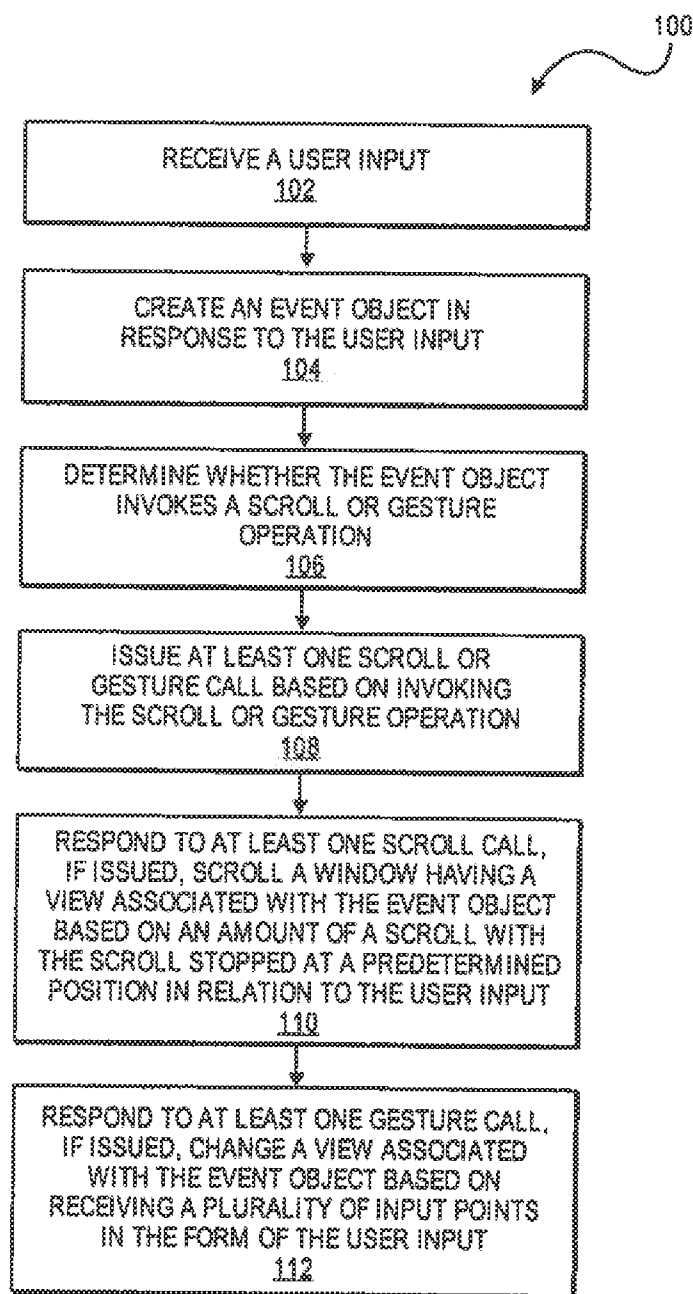 100
RECEIVE A USER INPUT
102
CREATE AN EVENT OBJECT IN
RESPONSE TO THE USER INPUT
104
DETERMINE WHETHER THE EVENT OBJECT
INVOKES A SCROLL OR GESTURE
OPERATION
106
ISSUE AT LEAST ONE SCROLL OR
GESTURE CALL BASED ON INVOKING
THE SCROLL OR GESTURE OPERATION
108
RESPOND TO AT LEAST ONE SCROLL CALL,
IF ISSUED, SCROLL A WINDOW HAVING A
VIEW ASSOCIATED WITH THE EVENT OBJECT
BASED ON AN AMOUNT OF A SCROLL WITH
THE SCROLL STOPPED AT A PREDETERMINED
POSITION IN RELATION TO THE USER INPUT
110
RESPOND TO AT LEAST ONE GESTURE CALL,
IF ISSUED, CHANGE A VIEW ASSOCIATED
WITH THE EVENT OBJECT BASED ON
RECEIVING A PLURALITY OF INPUT POINTS
IN THE FORM OF THE USER INPUT
112